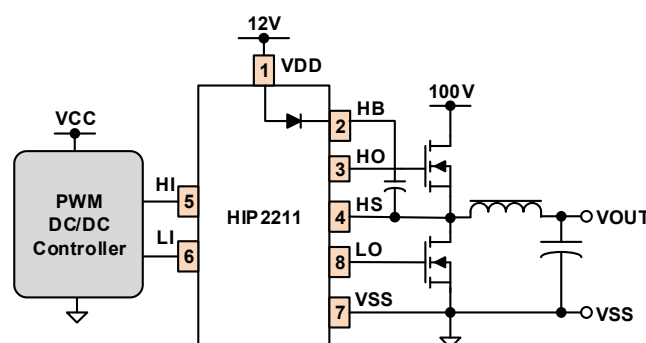 12V
1 VDD
VCC
PWM
DC/DC
Controller
HI
5
LI
6
HIP2211
HB
2
HO
3
HS
4
LO
8
VSS
7
100V
VOUT
VSS